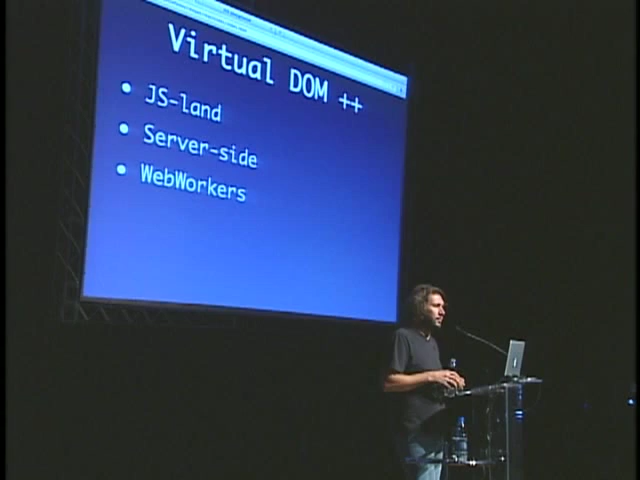 Virtual DOM ++
• JS-land
• Server-side
• WebWorkers